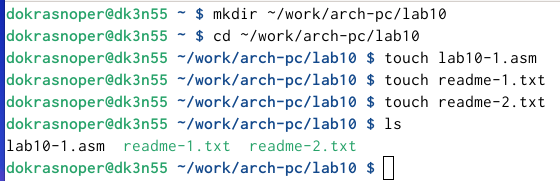 dokrasnoper@dk3n55 ~ $ mkdir ~/work/arch-pc/lab10
dokrasnoper@dk3n55 ~ $ cd ~/work/arch-pc/lab10
dokrasnoper@dk3n55 ~/work/arch-pc/lab10 $ touch lab10-1.asm
dokrasnoper@dk3n55 ~/work/arch-pc/lab10 $ touch readme-1.txt
dokrasnoper@dk3n55 ~/work/arch-pc/lab10 $ touch readme-2.txt
dokrasnoper@dk3n55 ~/work/arch-pc/lab10 $ ls
lab10-1.asm  readme-1.txt  readme-2.txt
dokrasnoper@dk3n55 ~/work/arch-pc/lab10 $